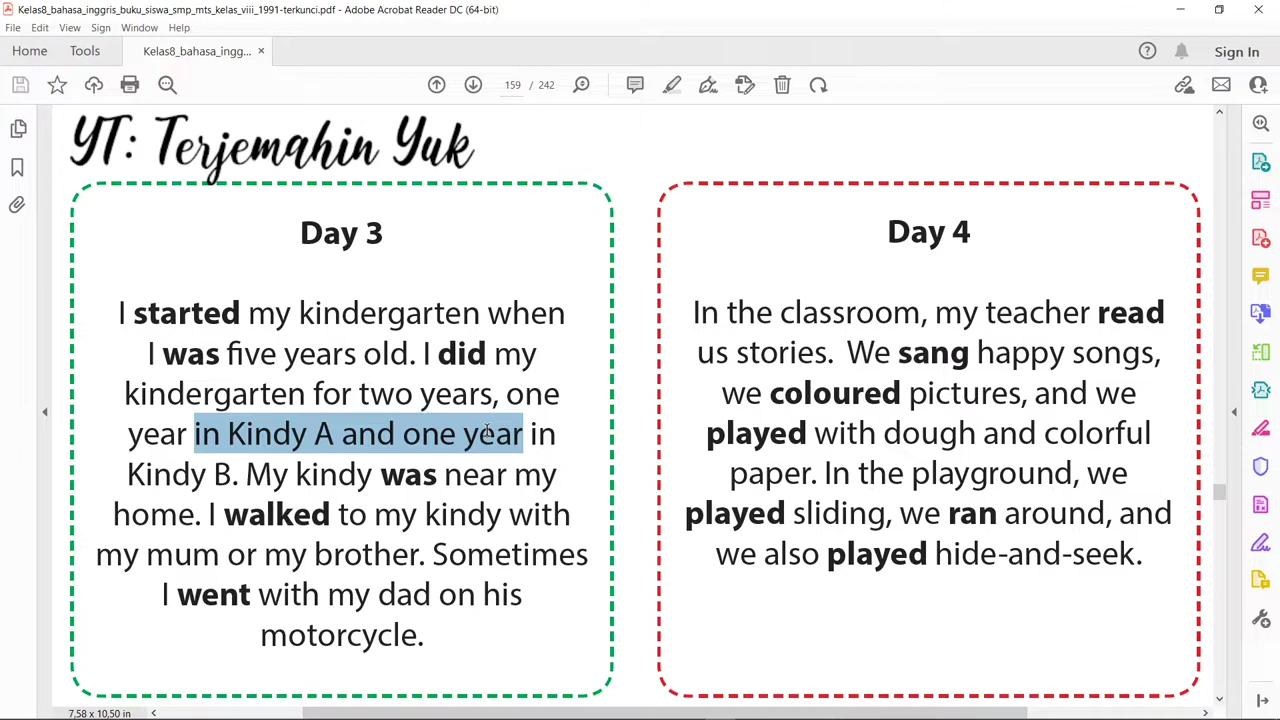 Kelas8_bahasa_inggris_buku_siswa_smp_mts_kelas_viii_1991-terkunci.pdf - Adobe Acrobat Reader DC (64-bit)
File Edit View Sign Window Help
Home Tools Kelas8_bahasa_ingg... × Sign In
159 / 242
YT: Terjemahin Yuk
Day 3
I started my kindergarten when
I was five years old. I did my
kindergarten for two years, one
year in Kindy A and one year in
Kindy B. My kindy was near my
home. I walked to my kindy with
my mum or my brother. Sometimes
I went with my dad on his
motorcycle.
Day 4
In the classroom, my teacher read
us stories. We sang happy songs,
we coloured pictures, and we
played with dough and colorful
paper. In the playground, we
played sliding, we ran around, and
we also played hide-and-seek.
7,58 x 10,50 in